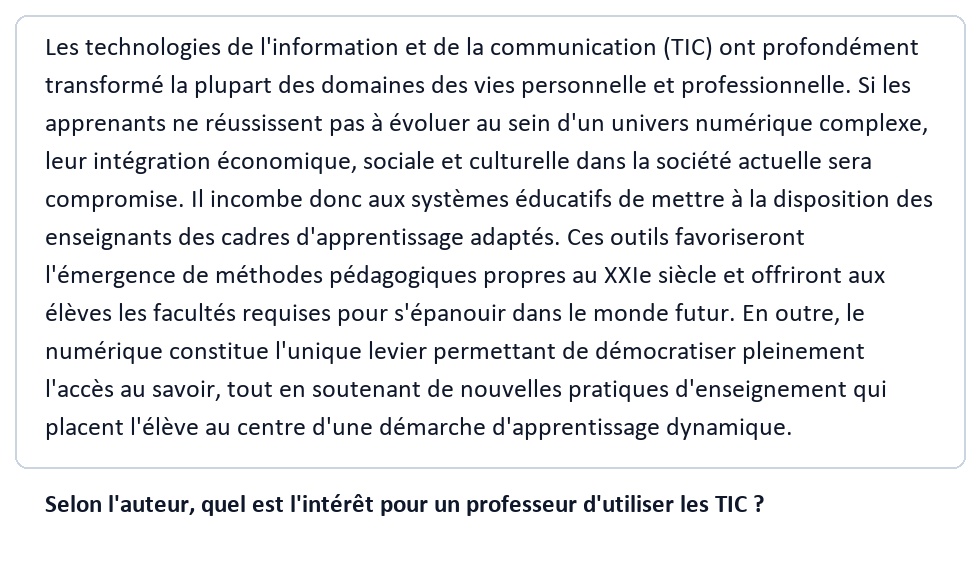 Les technologies de l'information et de la communication (TIC) ont profondément
transformé la plupart des domaines des vies personnelle et professionnelle. Si les
apprenants ne réussissent pas à évoluer au sein d'un univers numérique complexe,
leur intégration économique, sociale et culturelle dans la société actuelle sera
compromise. Il incombe donc aux systèmes éducatifs de mettre à la disposition des
enseignants des cadres d'apprentissage adaptés. Ces outils favoriseront
l'émergence de méthodes pédagogiques propres au XXIe siècle et offriront aux
élèves les facultés requises pour s'épanouir dans le monde futur. En outre, le
numérique constitue l'unique levier permettant de démocratiser pleinement
l'accès au savoir, tout en soutenant de nouvelles pratiques d'enseignement qui
placent l'élève au centre d'une démarche d'apprentissage dynamique.
Selon l'auteur, quel est l'intérêt pour un professeur d'utiliser les TIC ?